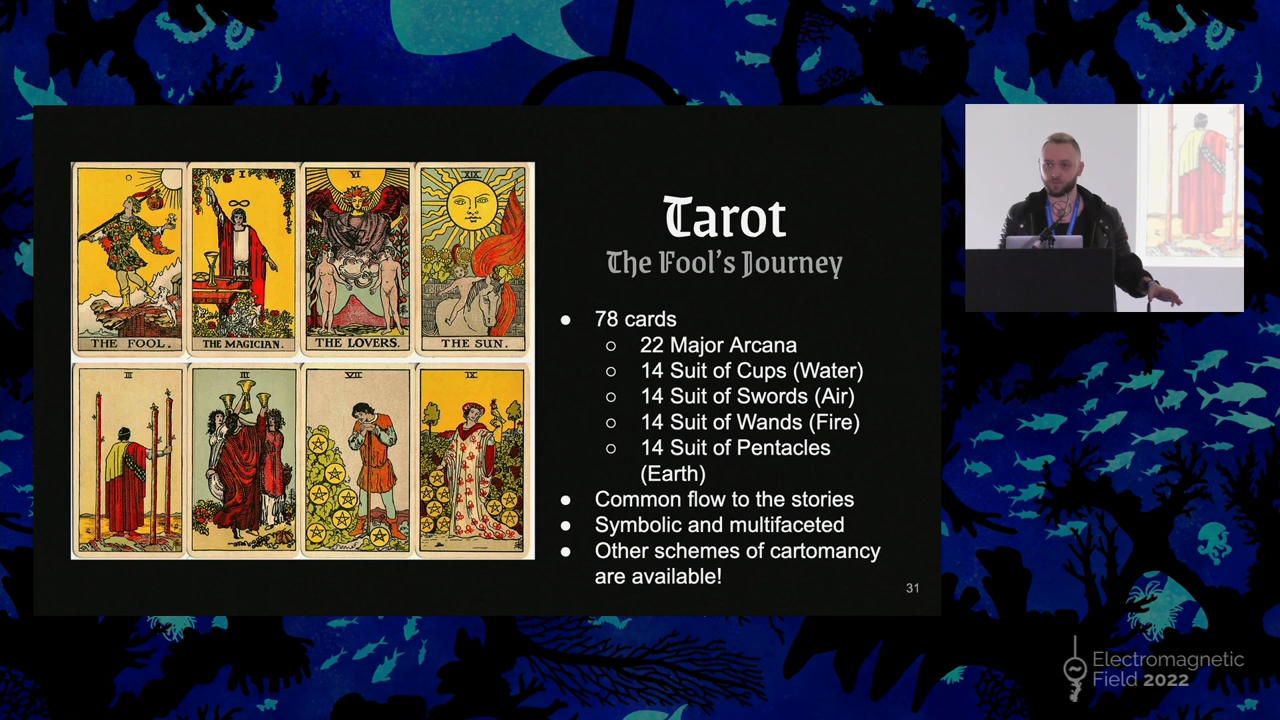 THE FOOL.
I
THE MAGICIAN.
VI
THE LOVERS.
XIX
THE SUN.
III
III
VII
IX
Tarot
The Fool's Journey
● 78 cards
○ 22 Major Arcana
○ 14 Suit of Cups (Water)
○ 14 Suit of Swords (Air)
○ 14 Suit of Wands (Fire)
○ 14 Suit of Pentacles
(Earth)
● Common flow to the stories
● Symbolic and multifaceted
● Other schemes of cartomancy
are available!
31
Electromagnetic
Field 2022